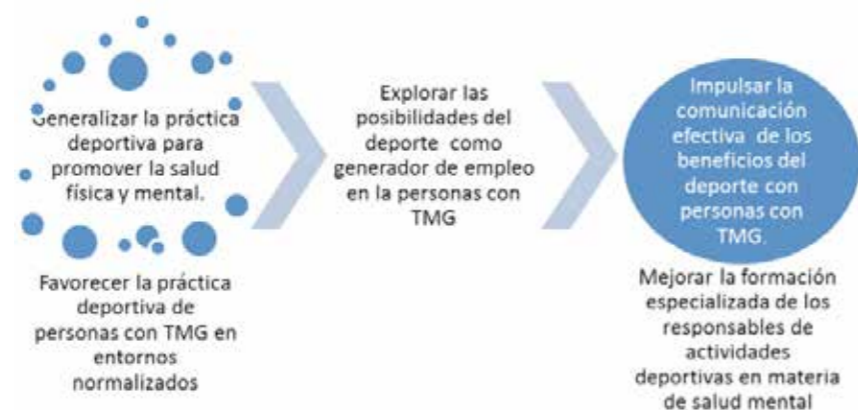 Generalizar la práctica
deportiva para
promover la salud
física y mental.
Favorecer la práctica
deportiva de
personas con TMG en
entornos
normalizados
Explorar las
posibilidades del
deporte como
generador de empleo
en la personas con
TMG
Impulsar la
comunicación
efectiva de los
beneficios del
deporte con
personas con
TMG.
Mejorar la formación
especializada de los
responsables de
actividades
deportivas en materia
de salud mental